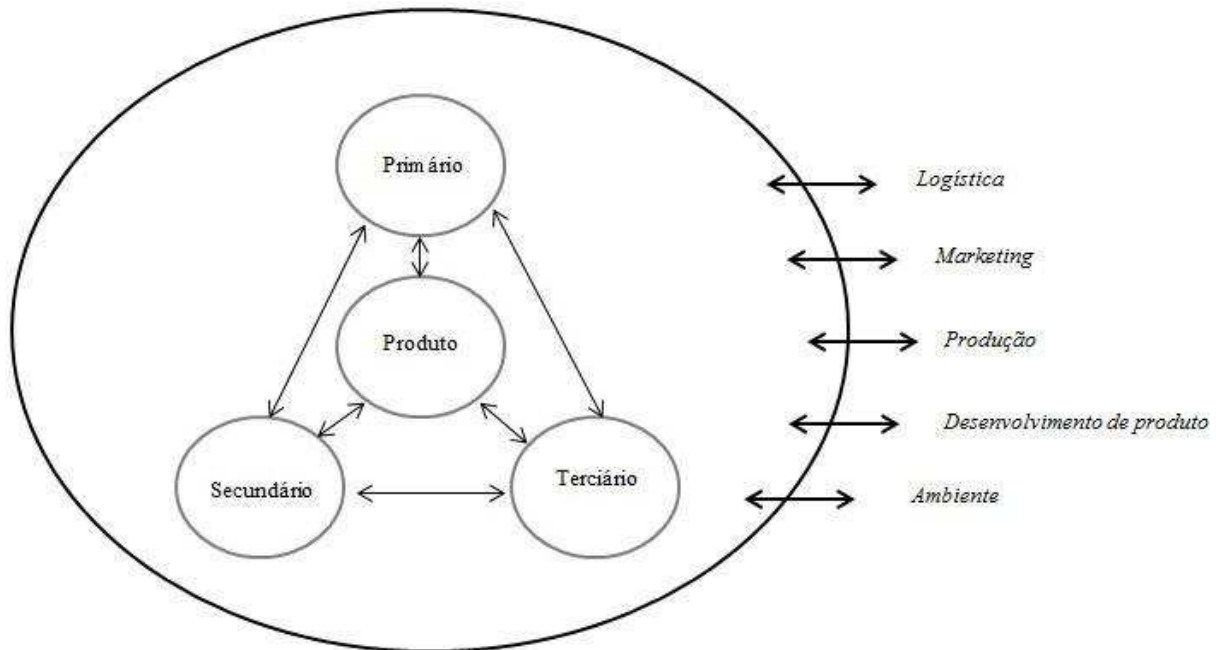 Primário
Logística
Marketing
Produto
Produção
Desenvolvimento de produto
Secundário
Terciário
Ambiente